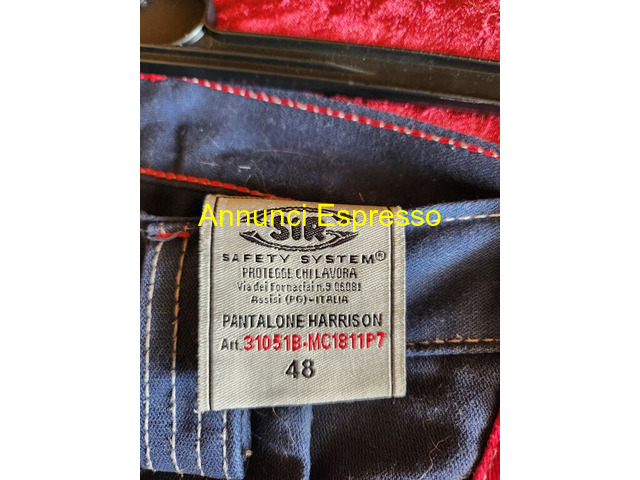 Annunci Espresso
SIR
SAFETY SYSTEM®
PROTEGGE CHI LAVORA
Via dei Fornaciai n.9 06081
Assisi (PG)-ITALIA
PANTALONE HARRISON
Art. 31051B-MC1811P7
48